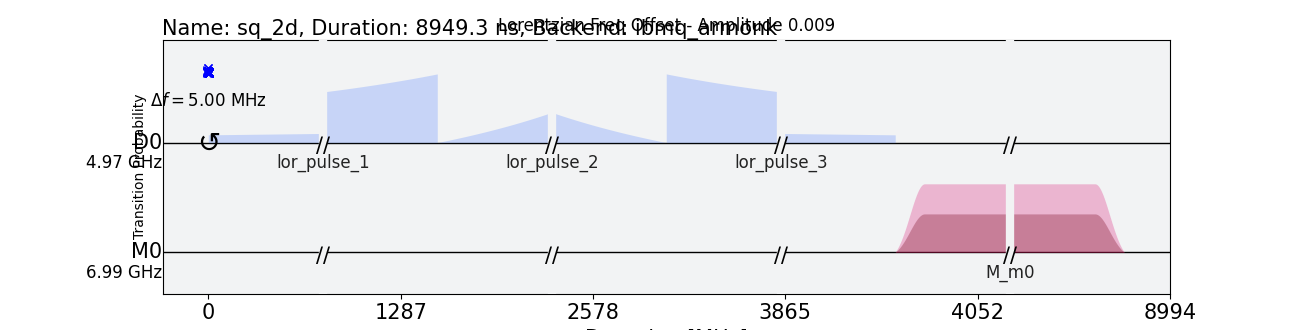 Name: sq_2d, Duration: 8949.3 ns, Backend: ibmq_armonk
Lorentzian Freq Offset - Amplitude 0.009
Δf = 5.00 MHz
D0
4.97 GHz
Transition Probability
lor_pulse_1 lor_pulse_2 lor_pulse_3
M0
6.99 GHz
M_m0
0 1287 2578 3865 4052 8994